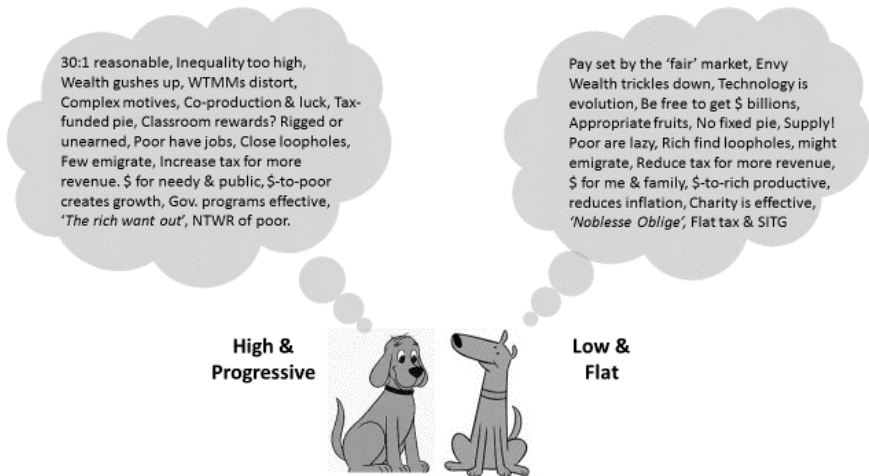 30:1 reasonable, Inequality too high,
Wealth gushes up, WTMMs distort,
Complex motives, Co-production & luck, Tax-
funded pie, Classroom rewards? Rigged or
unearned, Poor have jobs, Close loopholes,
Few emigrate, Increase tax for more
revenue. $ for needy & public, $-to-poor
creates growth, Gov. programs effective,
‘The rich want out’, NTWR of poor.
Pay set by the ‘fair’ market, Envy
Wealth trickles down, Technology is
evolution, Be free to get $ billions,
Appropriate fruits, No fixed pie, Supply!
Poor are lazy, Rich find loopholes, might
emigrate, Reduce tax for more revenue,
$ for me & family, $-to-rich productive,
reduces inflation, Charity is effective,
‘Noblesse Oblige’, Flat tax & SITG
High &
Progressive
Low &
Flat